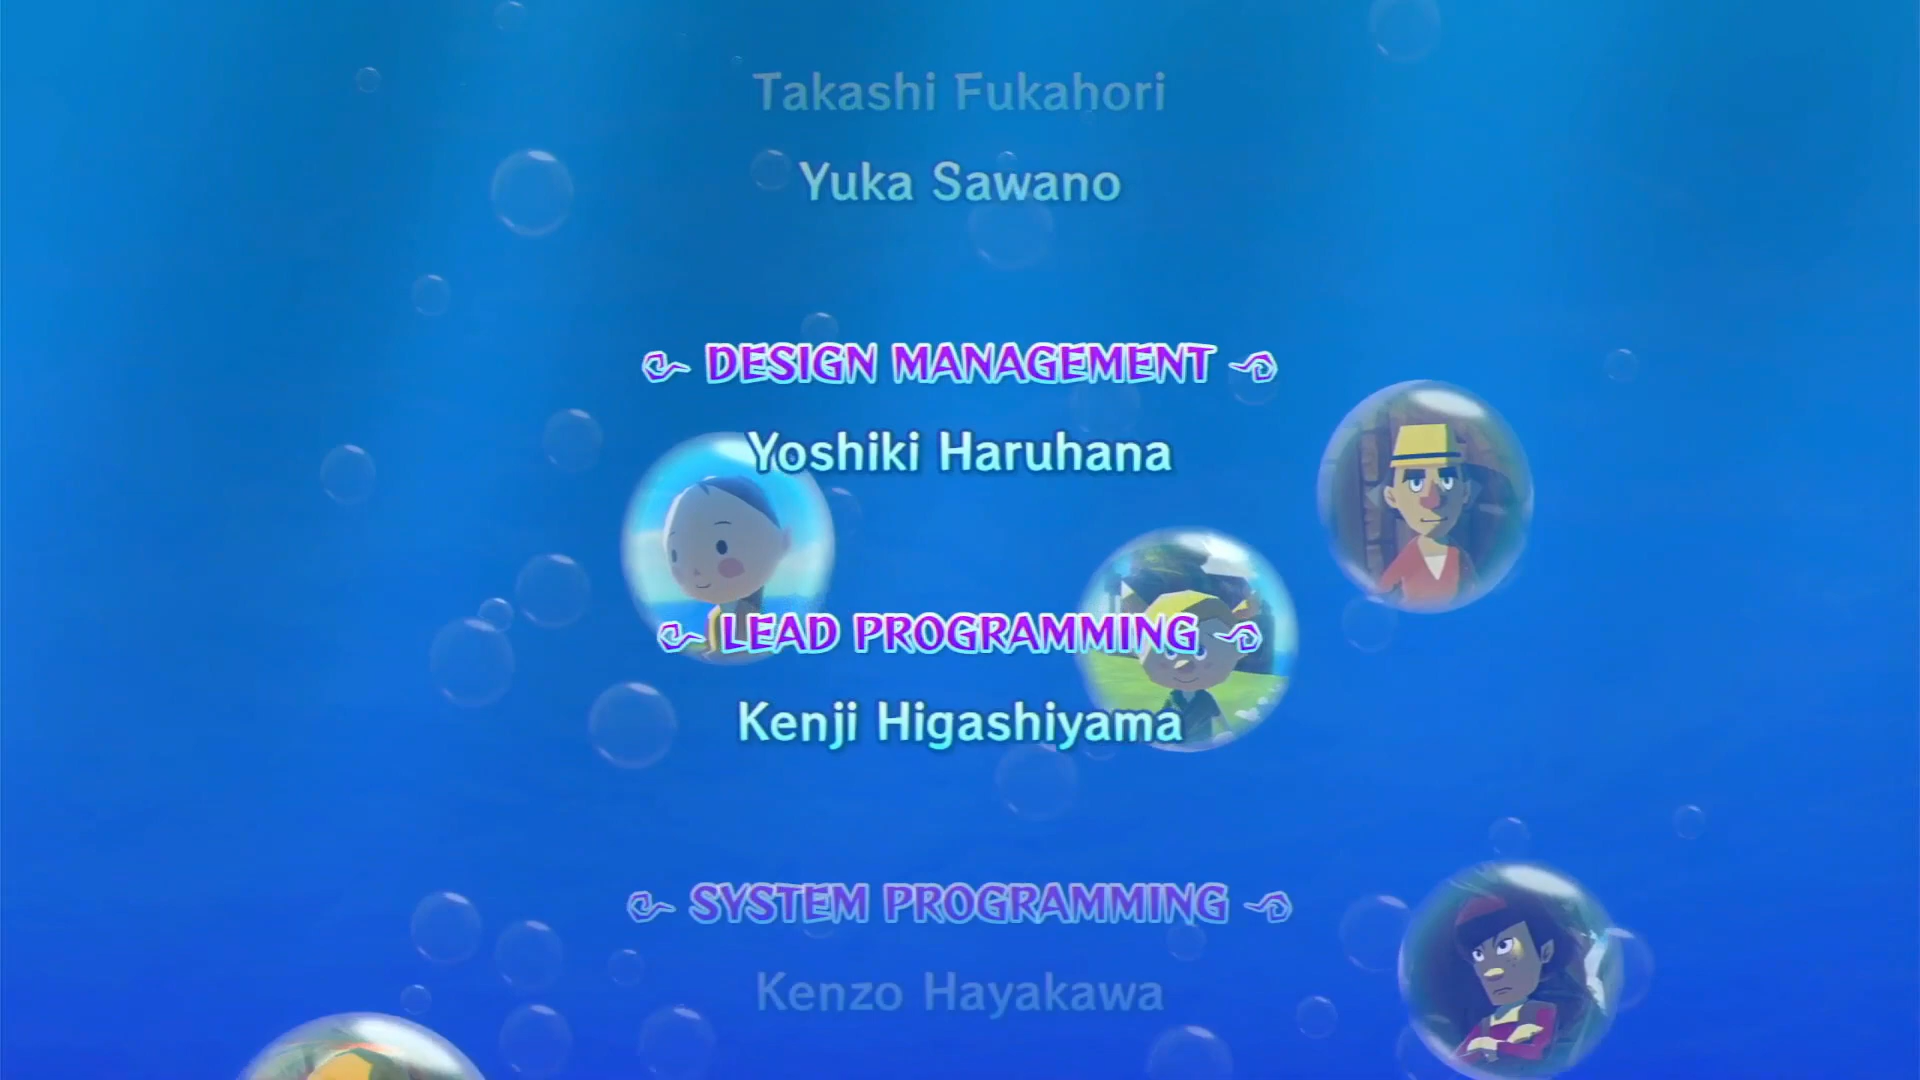 Takashi Fukahori
Yuka Sawano
DESIGN MANAGEMENT
Yoshiki Haruhana
LEAD PROGRAMMING
Kenji Higashiyama
SYSTEM PROGRAMMING
Kenzo Hayakawa